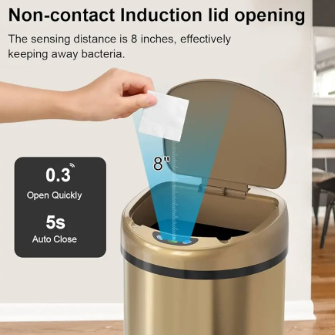 Non-contact Induction lid opening
The sensing distance is 8 inches, effectively
keeping away bacteria.
8"
0.3"
Open Quickly
5s
Auto Close